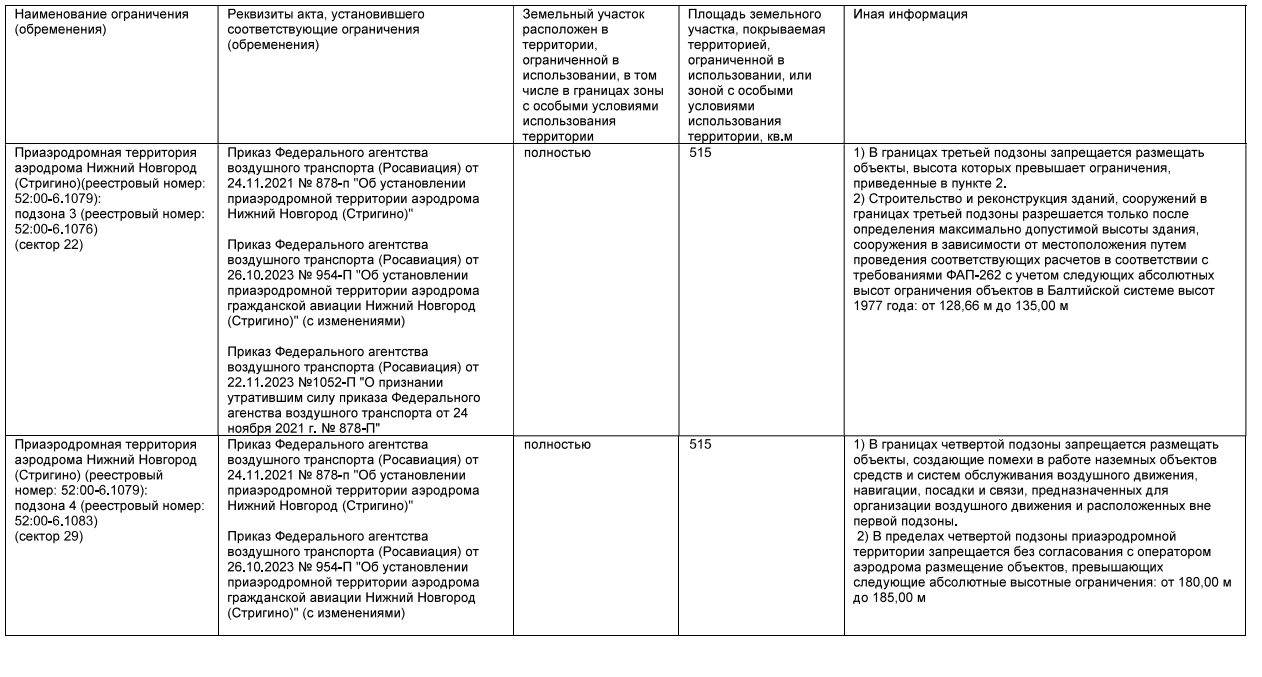 Наименование ограничения
(обременения)
Реквизиты акта, установившего
соответствующие ограничения
(обременения)
Земельный участок
расположен в
территории,
ограниченной в
использовании, в том
числе в границах зоны
с особыми условиями
использования
территории
Площадь земельного
участка, покрываемая
территорией,
ограниченной в
использовании, или
зоной с особыми
условиями
использования
территории, кв.м
Иная информация
Приаэродромная территория
аэродрома Нижний Новгород
(Стригино)(реестровый номер:
52:00-6.1079):
подзона 3 (реестровый номер:
52:00-6.1076)
(сектор 22)
Приказ Федерального агентства
воздушного транспорта (Росавиация) от
24.11.2021 № 878-п "Об установлении
приаэродромной территории аэродрома
Нижний Новгород (Стригино)"
Приказ Федерального агентства
воздушного транспорта (Росавиация) от
26.10.2023 № 954-П "Об установлении
приаэродромной территории аэродрома
гражданской авиации Нижний Новгород
(Стригино)" (с изменениями)
Приказ Федерального агентства
воздушного транспорта (Росавиация) от
22.11.2023 №1052-П "О признании
утратившим силу приказа Федерального
агенства воздушного транспорта от 24
ноября 2021 г. № 878-П"
полностью
515
1) В границах третьей подзоны запрещается размещать
объекты, высота которых превышает ограничения,
приведенные в пункте 2.
2) Строительство и реконструкция зданий, сооружений в
границах третьей подзоны разрешается только после
определения максимально допустимой высоты здания,
сооружения в зависимости от местоположения путем
проведения соответствующих расчетов в соответствии с
требованиями ФАП-262 с учетом следующих абсолютных
высот ограничения объектов в Балтийской системе высот
1977 года: от 128,66 м до 135,00 м
Приаэродромная территория
аэродрома Нижний Новгород
(Стригино) (реестровый
номер: 52:00-6.1079):
подзона 4 (реестровый номер:
52:00-6.1083)
(сектор 29)
Приказ Федерального агентства
воздушного транспорта (Росавиация) от
24.11.2021 № 878-п "Об установлении
приаэродромной территории аэродрома
Нижний Новгород (Стригино)"
Приказ Федерального агентства
воздушного транспорта (Росавиация) от
26.10.2023 № 954-П "Об установлении
приаэродромной территории аэродрома
гражданской авиации Нижний Новгород
(Стригино)" (с изменениями)
полностью
515
1) В границах четвертой подзоны запрещается размещать
объекты, создающие помехи в работе наземных объектов
средств и систем обслуживания воздушного движения,
навигации, посадки и связи, предназначенных для
организации воздушного движения и расположенных вне
первой подзоны.
2) В пределах четвертой подзоны приаэродромной
территории запрещается без согласования с оператором
аэродрома размещение объектов, превышающих
следующие абсолютные высотные ограничения: от 180,00 м
до 185,00 м